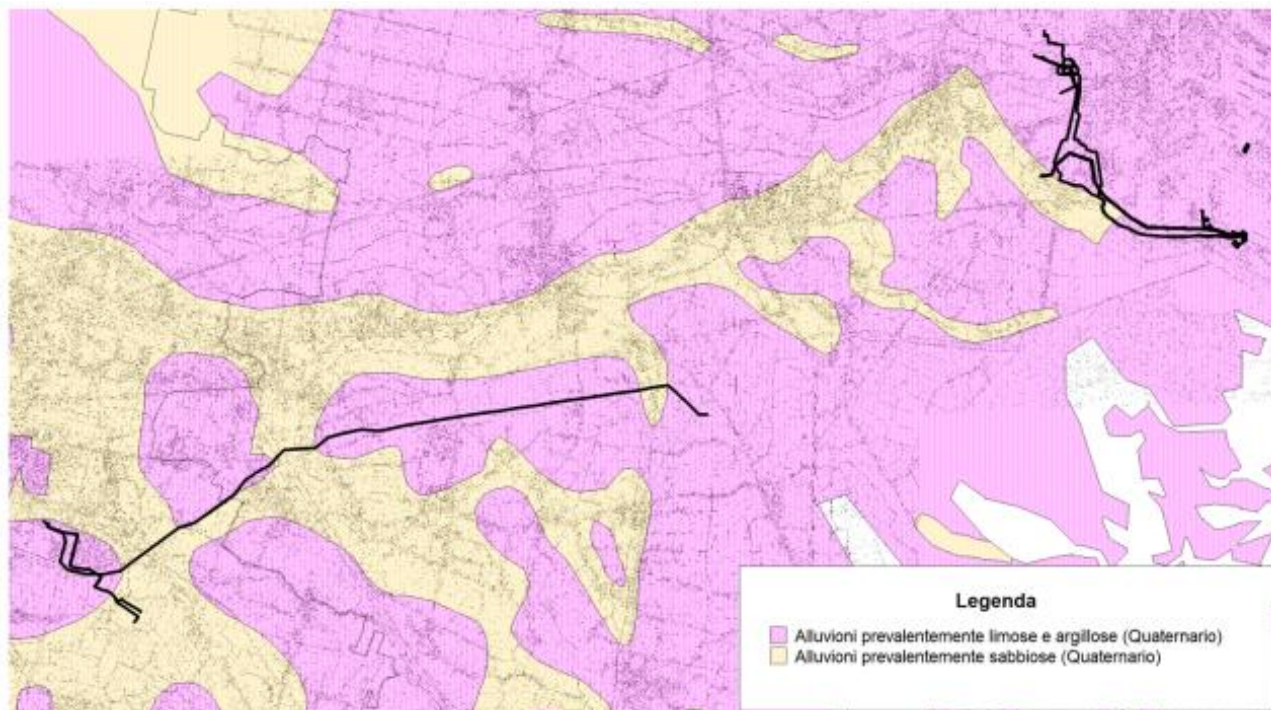 Legenda
Alluvioni prevalentemente limose e argillose (Quaternario)
Alluvioni prevalentemente sabbiose (Quaternario)